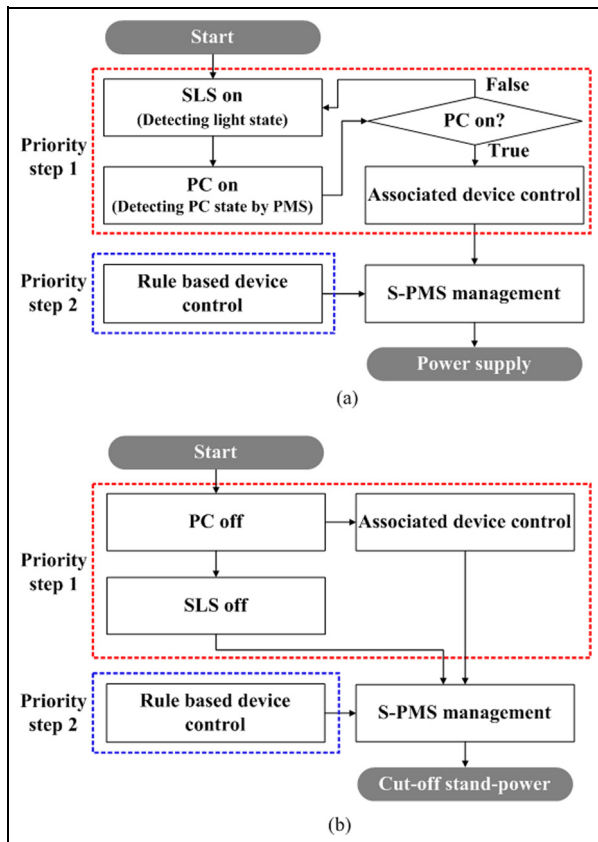 Start
SLS on
(Detecting light state)
False
PC on?
True
Priority
step 1
PC on
(Detecting PC state by PMS)
Associated device control
Priority
step 2
Rule based device
control
S-PMS management
Power supply
(a)
Start
PC off
Associated device control
Priority
step 1
SLS off
Priority
step 2
Rule based device
control
S-PMS management
Cut-off stand-power
(b)